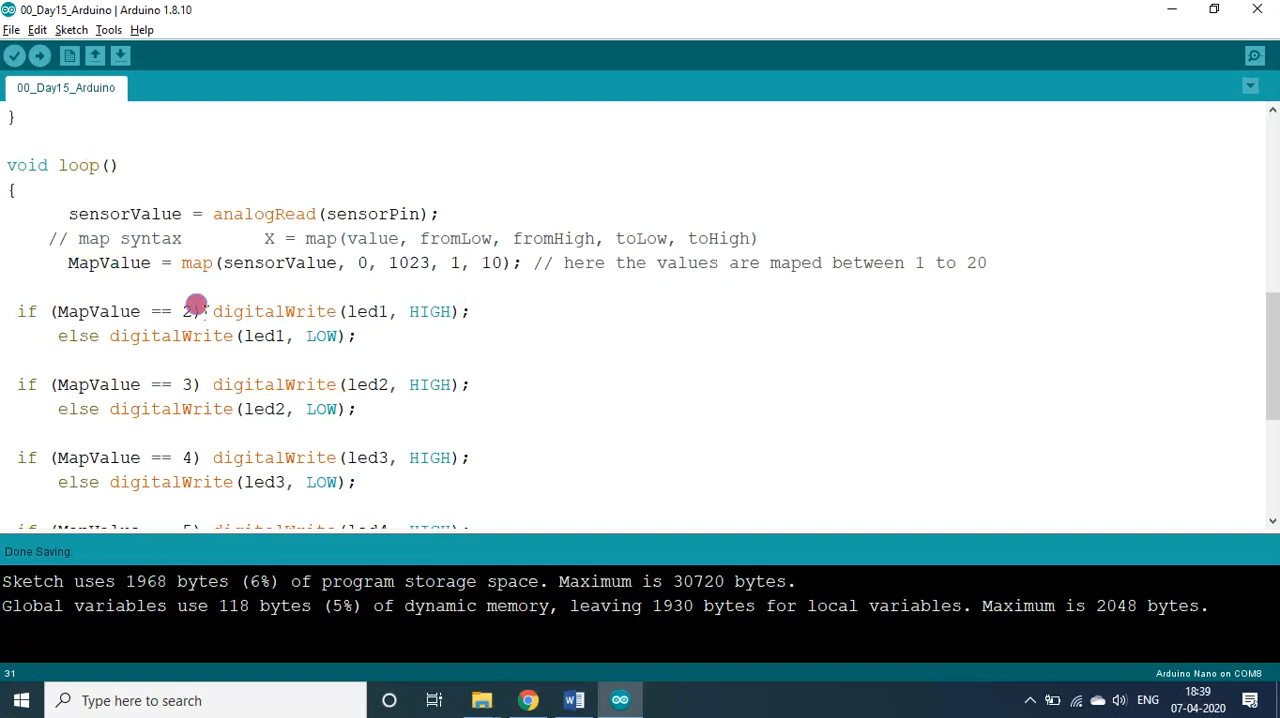 00_Day15_Arduino | Arduino 1.8.10
File Edit Sketch Tools Help
00_Day15_Arduino
}
void loop()
{
sensorValue = analogRead(sensorPin);
// map syntax X = map(value, fromLow, fromHigh, toLow, toHigh)
MapValue = map(sensorValue, 0, 1023, 1, 10); // here the values are maped between 1 to 20
if (MapValue == 2) digitalWrite(led1, HIGH);
else digitalWrite(led1, LOW);
if (MapValue == 3) digitalWrite(led2, HIGH);
else digitalWrite(led2, LOW);
if (MapValue == 4) digitalWrite(led3, HIGH);
else digitalWrite(led3, LOW);
if (MapValue == 5) digitalWrite(led4, HIGH);
Done Saving.
Sketch uses 1968 bytes (6%) of program storage space. Maximum is 30720 bytes.
Global variables use 118 bytes (5%) of dynamic memory, leaving 1930 bytes for local variables. Maximum is 2048 bytes.
31 Arduino Nano on COM8
Type here to search ENG 18:39
07-04-2020